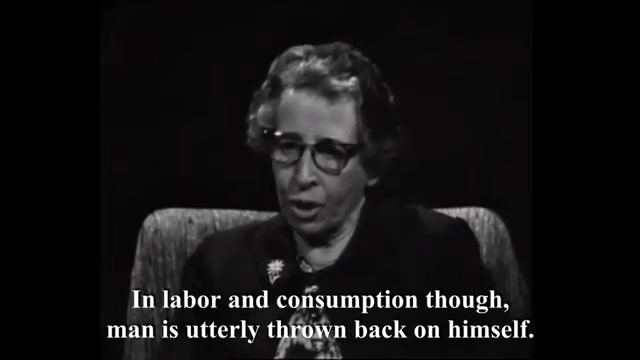 In labor and consumption though,
man is utterly thrown back on himself.